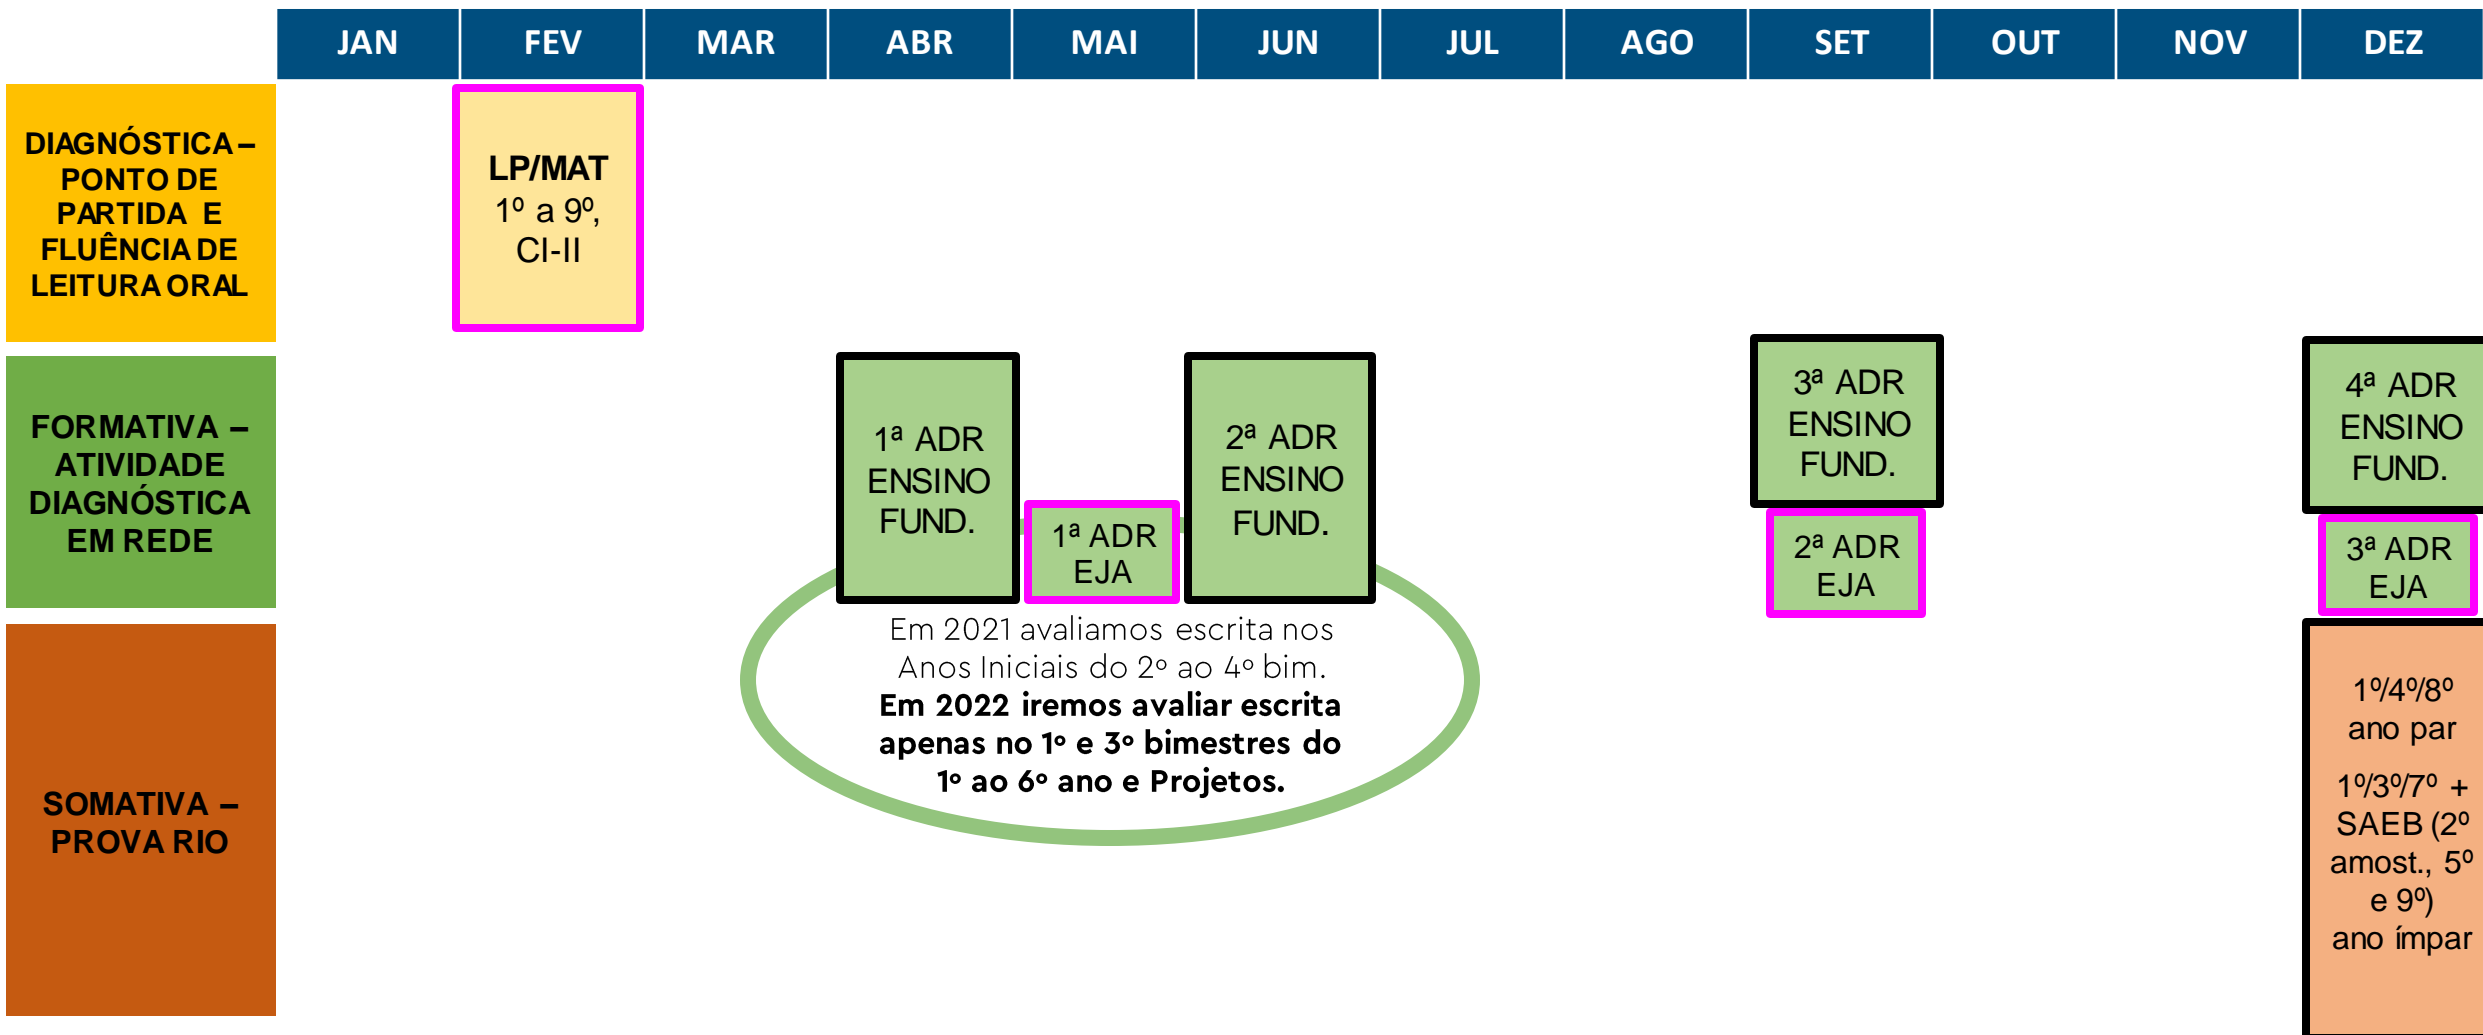 JAN FEV MAR ABR MAI JUN JUL AGO SET OUT NOV DEZ
DIAGNÓSTICA –
PONTO DE
PARTIDA E
FLUÊNCIA DE
LEITURA ORAL
LP/MAT
1º a 9º,
CI-II
FORMATIVA –
ATIVIDADE
DIAGNÓSTICA
EM REDE
1ª ADR
ENSINO
FUND.
1ª ADR
EJA
2ª ADR
ENSINO
FUND.
3ª ADR
ENSINO
FUND.
2ª ADR
EJA
4ª ADR
ENSINO
FUND.
3ª ADR
EJA
Em 2021 avaliamos escrita nos
Anos Iniciais do 2º ao 4º bim.
Em 2022 iremos avaliar escrita
apenas no 1º e 3º bimestres do
1º ao 6º ano e Projetos.
SOMATIVA –
PROVA RIO
1º/4º/8º
ano par
1º/3º/7º +
SAEB (2º
amost., 5º
e 9º)
ano ímpar